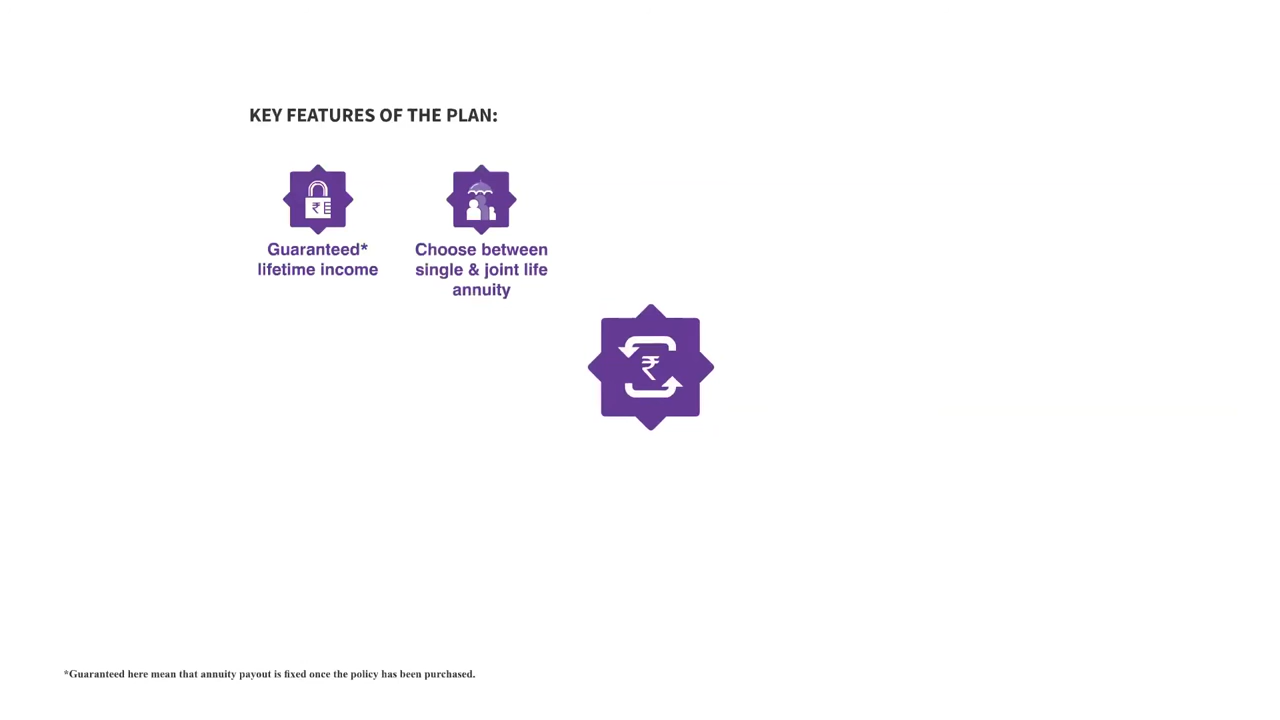 KEY FEATURES OF THE PLAN:
₹
Guaranteed*
lifetime income
Choose between
single & joint life
annuity
₹
*Guaranteed here mean that annuity payout is fixed once the policy has been purchased.